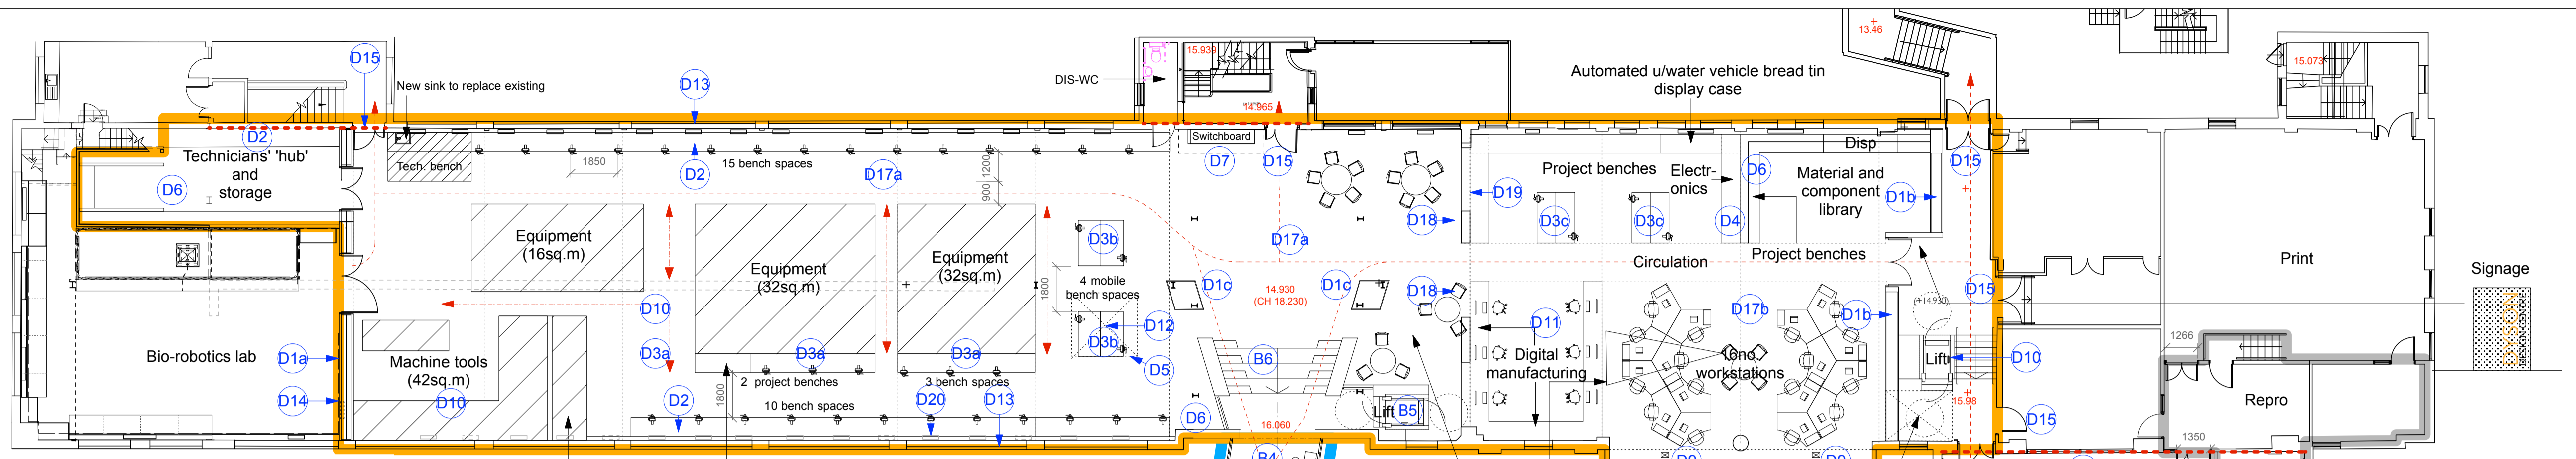 13.46
15.939
15.073
D15
D13
New sink to replace existing
DIS-WC
Automated u/water vehicle bread tin
display case
14.965
D2
Technicians' 'hub'
and
storage
D6
Tech. bench
1850
15 bench spaces
D2
D17a
1200
900
Switchboard
D7
D15
Project benches
Electr-
onics
D6
Disp
Material and
component
library
D1b
D15
D19
D3c
D3c
D4
D18
Equipment
(16sq.m)
Equipment
(32sq.m)
Equipment
(32sq.m)
D3b
D17a
Circulation
Project benches
Print
Signage
4 mobile
bench spaces
1800
D1c
14.930
(CH 18.230)
D1c
D18
D10
D12
D3b
D5
D11
D17b
D1b
(+14.930)
D15
Bio-robotics lab
D1a
Machine tools
(42sq.m)
D10
D14
D3a
D3a
D3a
2 project benches
3 bench spaces
B6
Digital
manufacturing
16no
workstations
Lift
D10
1266
1800
10 bench spaces
D2
D20
D13
D6
Lift
B5
15.98
D15
Repro
16.060
1350
B4
D9
D9